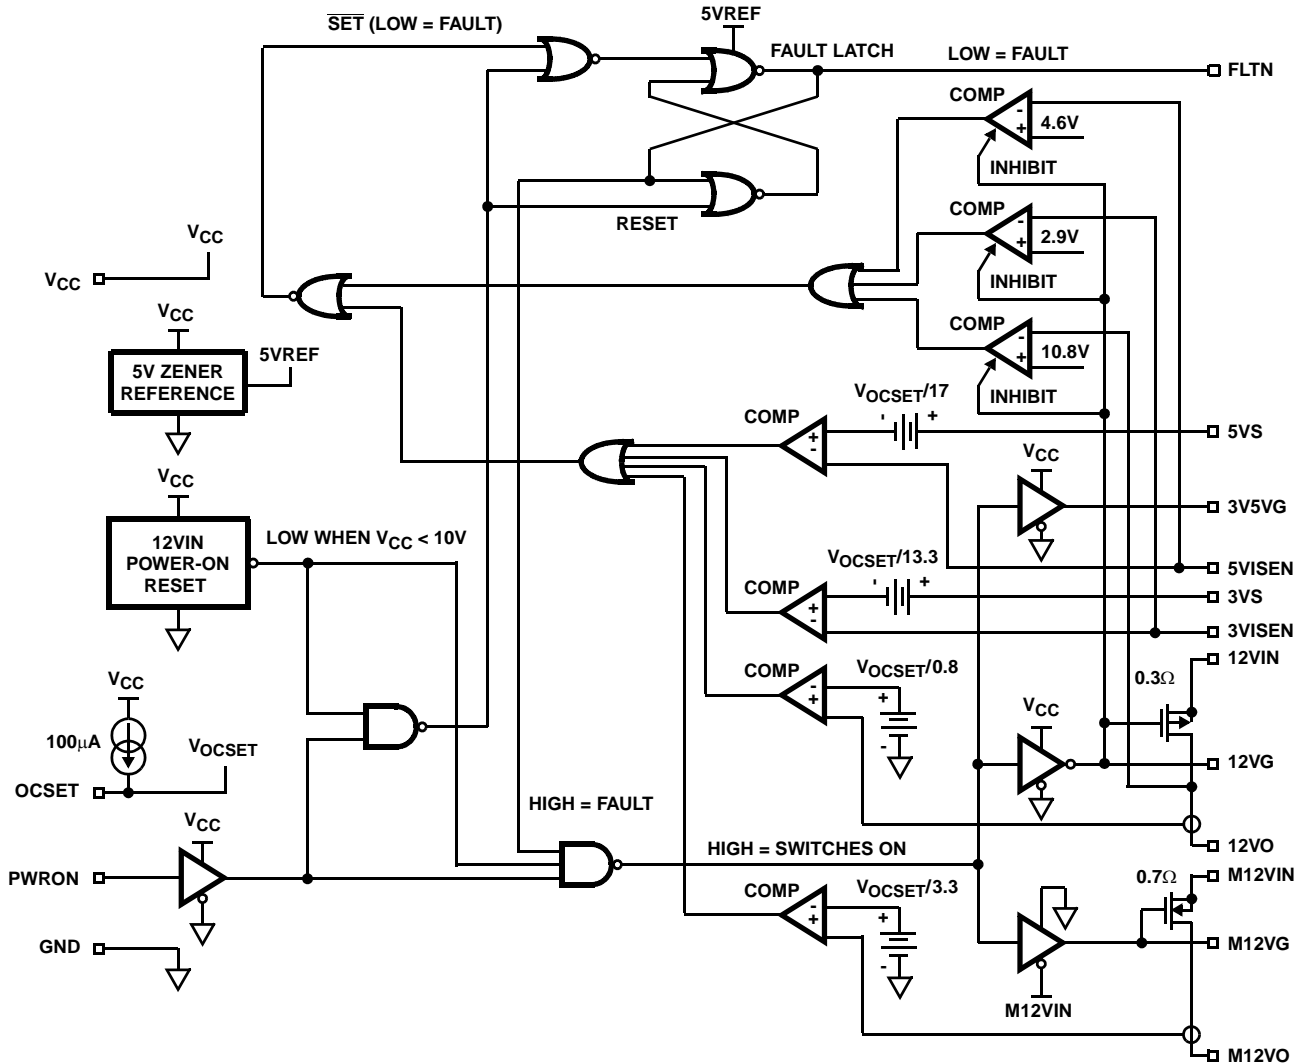 5VREF
SET (LOW = FAULT)
FAULT LATCH
LOW = FAULT
FLTN
COMP
-
+
4.6V
INHIBIT
RESET
COMP
-
+
2.9V
INHIBIT
VCC
VCC
COMP
-
+
10.8V
INHIBIT
VCC
5VREF
5V ZENER
REFERENCE
VOCSET/17
-
+
COMP
+
-
5VS
VCC
3V5VG
VCC
12VIN
POWER-ON
RESET
LOW WHEN VCC < 10V
VOCSET/13.3
-
+
5VISEN
3VS
COMP
+
-
3VISEN
12VIN
0.3Ω
COMP
-
+
VOCSET/0.8
+
-
VCC
100µA
VOCSET
OCSET
VCC
12VG
HIGH = FAULT
VCC
PWRON
HIGH = SWITCHES ON
12VO
M12VIN
0.7Ω
COMP
-
+
VOCSET/3.3
+
-
GND
M12VG
M12VIN
M12VO